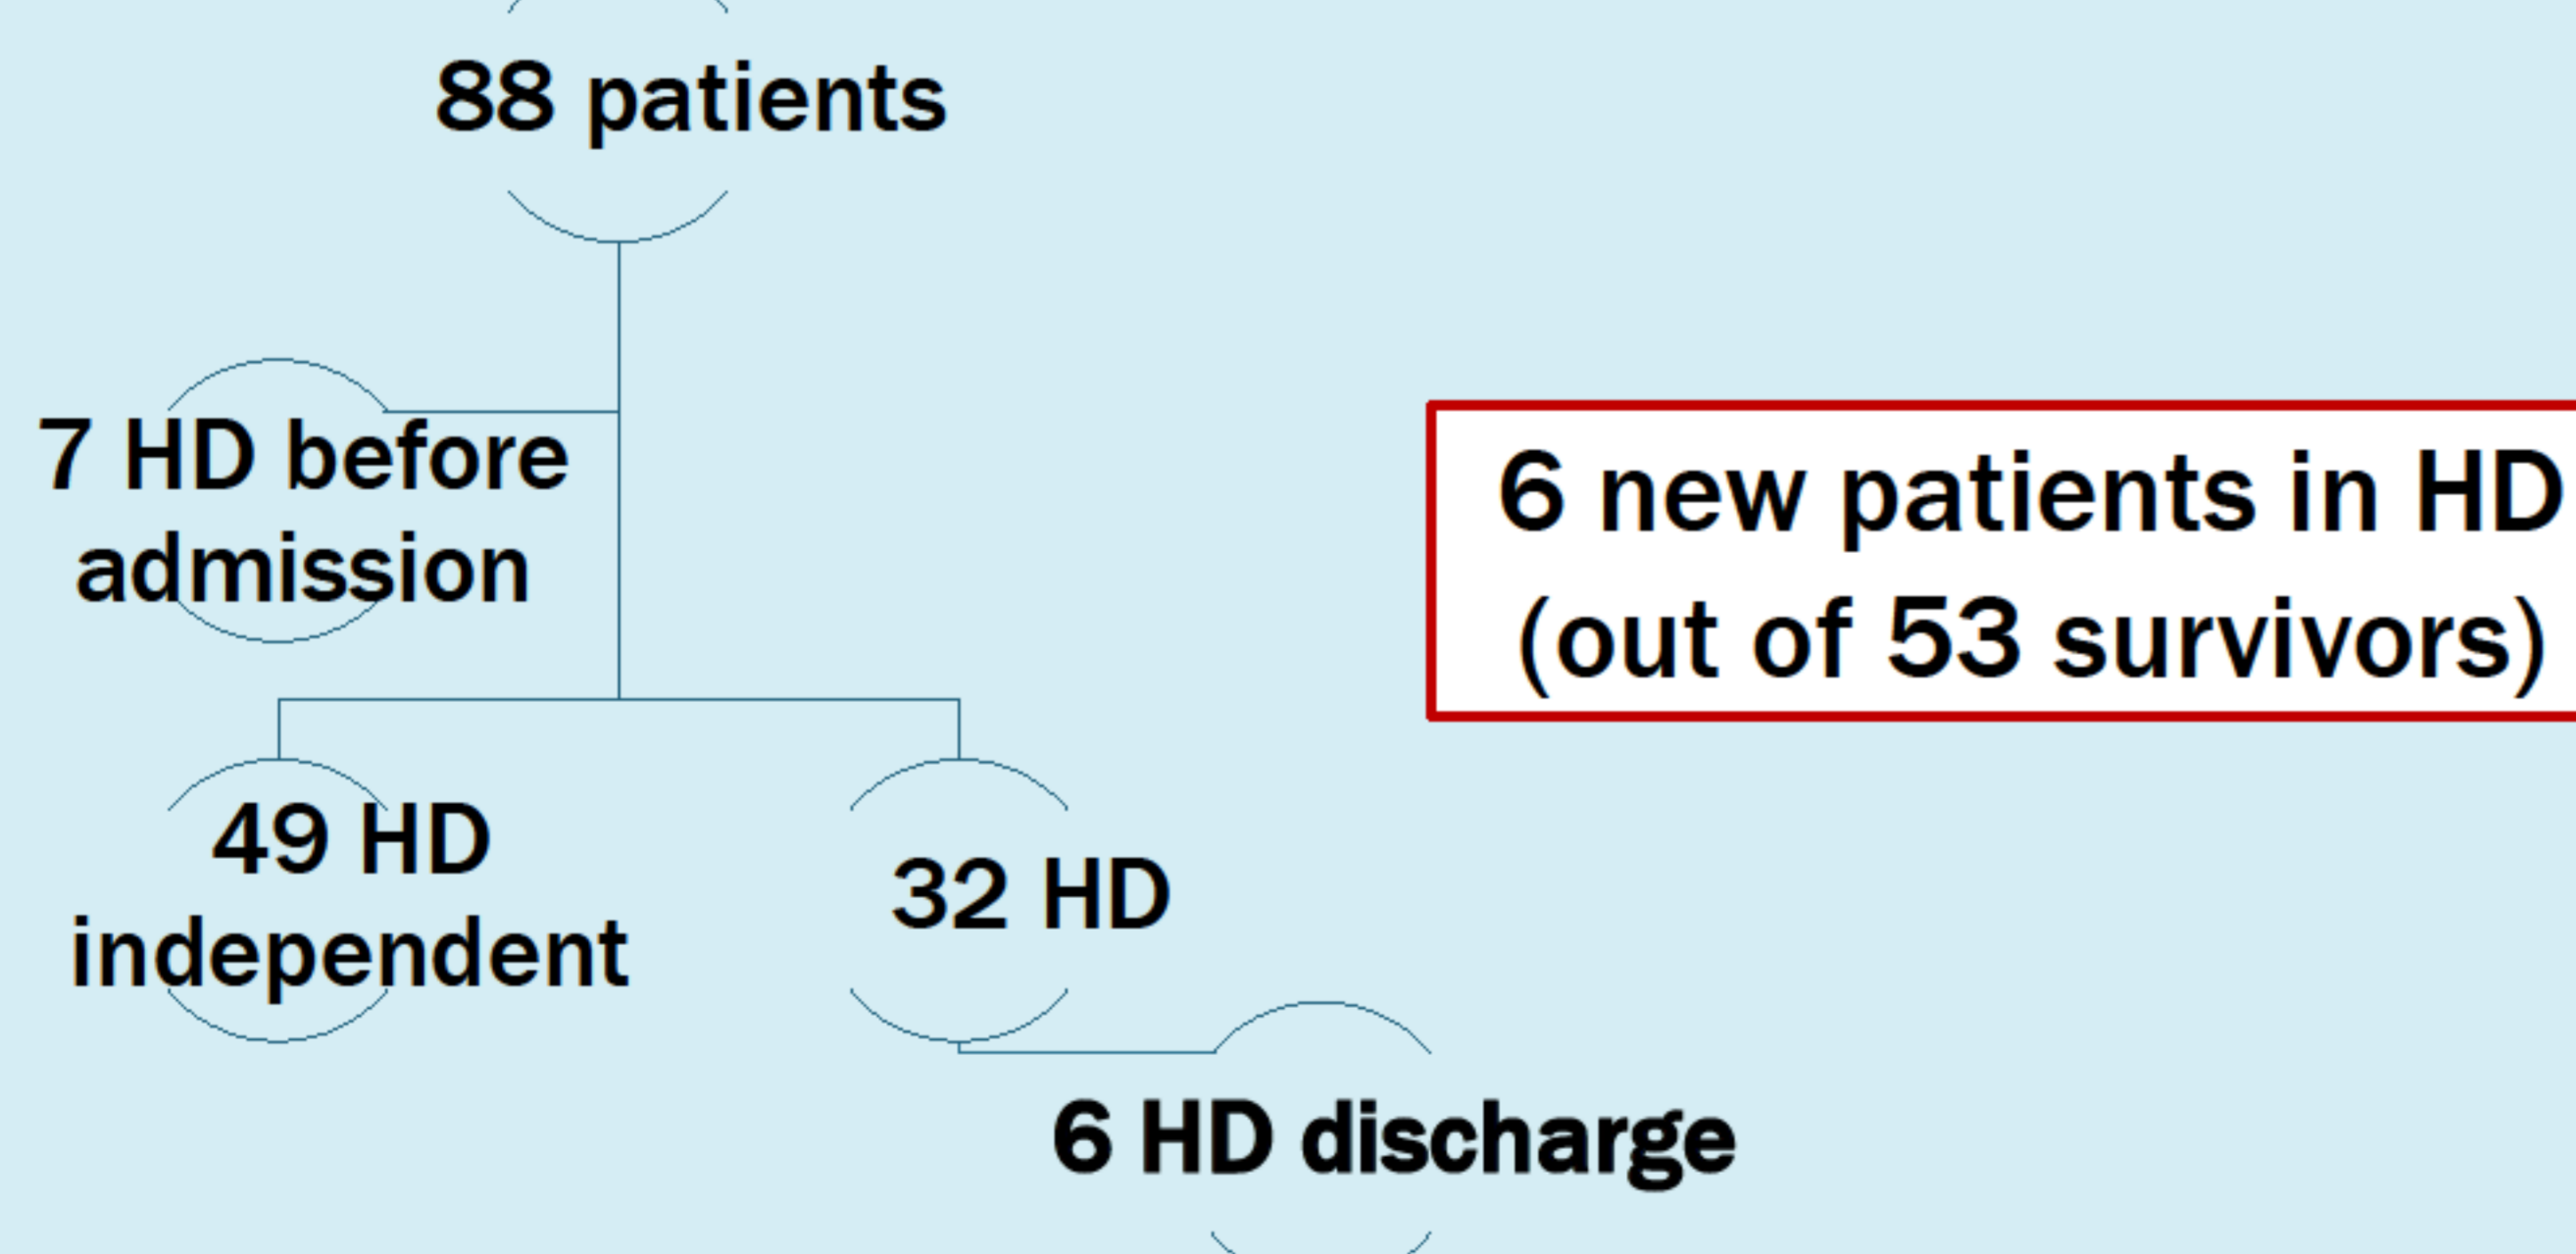 88 patients
7 HD before
admission
6 new patients in HD
(out of 53 survivors)
49 HD
independent
32 HD
6 HD discharge